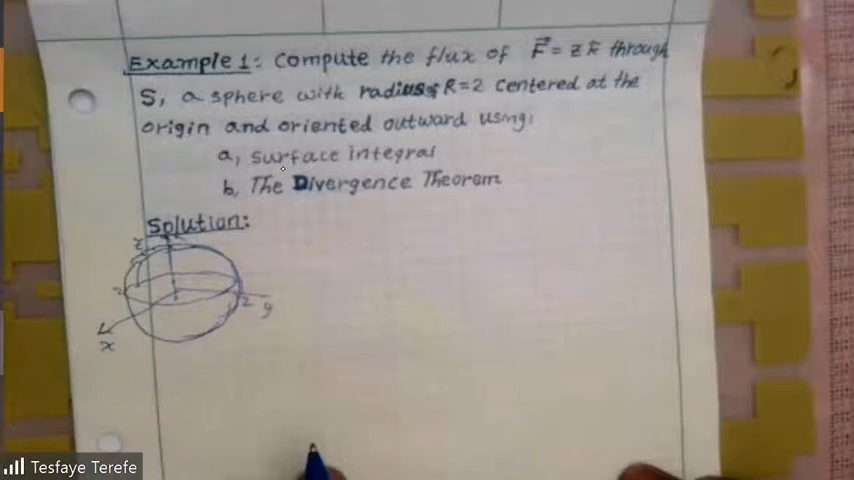 Example 1: Compute the flux of F⃗ = z k⃗ through
S, a sphere with radius of R=2 centered at the
origin and oriented outward using:
a, surface integral
b, The Divergence Theorem
Solution:
z
2
2
y
x
Tesfaye Terefe